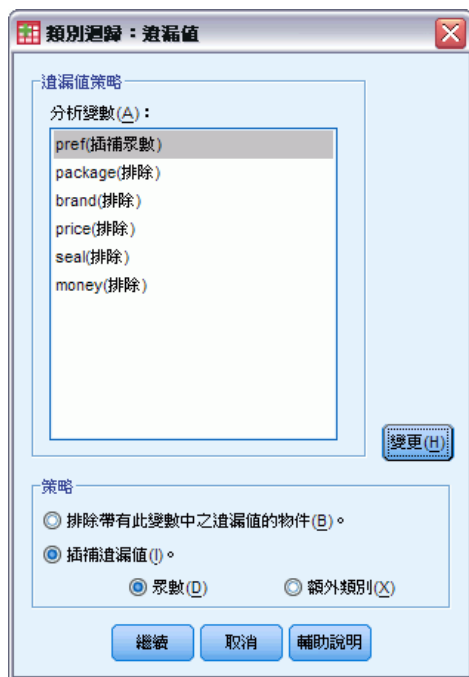 類別迴歸：遺漏值
遺漏值策略
分析變數(A)：
pref(插補眾數)
package(排除)
brand(排除)
price(排除)
seal(排除)
money(排除)
變更(H)
策略
排除帶有此變數中之遺漏值的物件(B)。
插補遺漏值(I)。
眾數(D) 額外類別(X)
繼續 取消 輔助說明